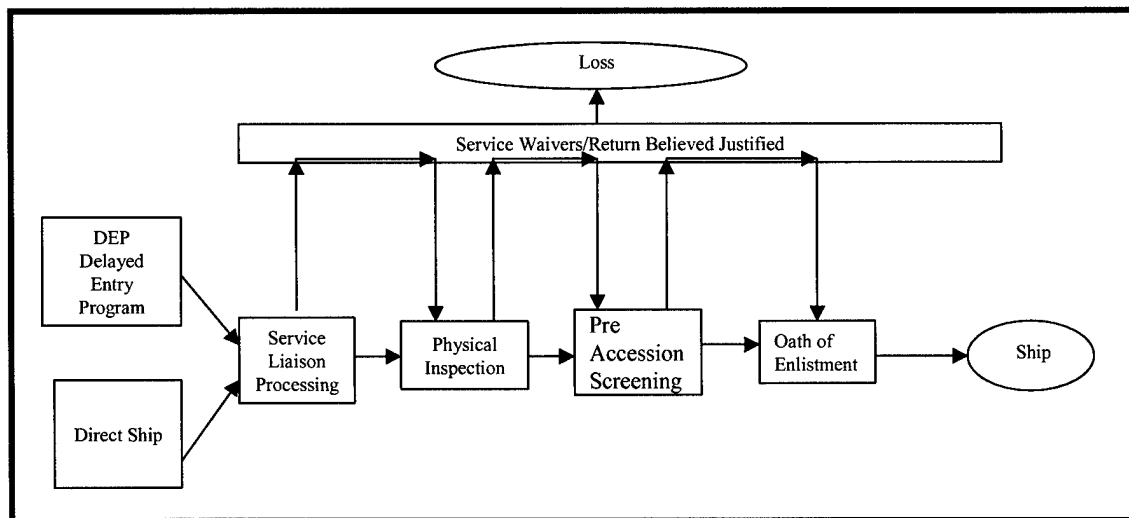 Loss
Service Waivers/Return Believed Justified
DEP
Delayed
Entry
Program
Service
Liaison
Processing
Physical
Inspection
Pre
Accession
Screening
Oath of
Enlistment
Ship
Direct Ship